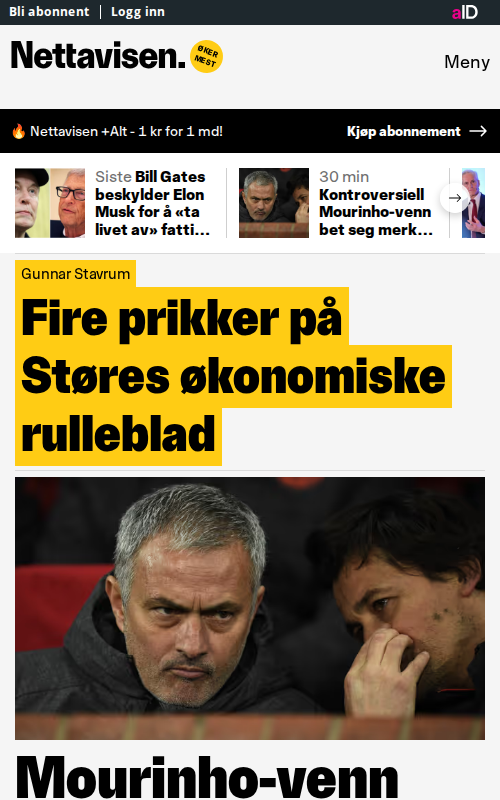 Bli abonnent | Logg inn
aID
Nettavisen.
ØKER
MEST
Meny
Nettavisen +Alt - 1 kr for 1 md!
Kjøp abonnement
Siste Bill Gates
beskylder Elon
Musk for å «ta
livet av» fatti...
30 min
Kontroversiell
Mourinho-venn
bet seg merk...
Gunnar Stavrum
Fire prikker på
Støres økonomiske
rulleblad
Mourinho-venn